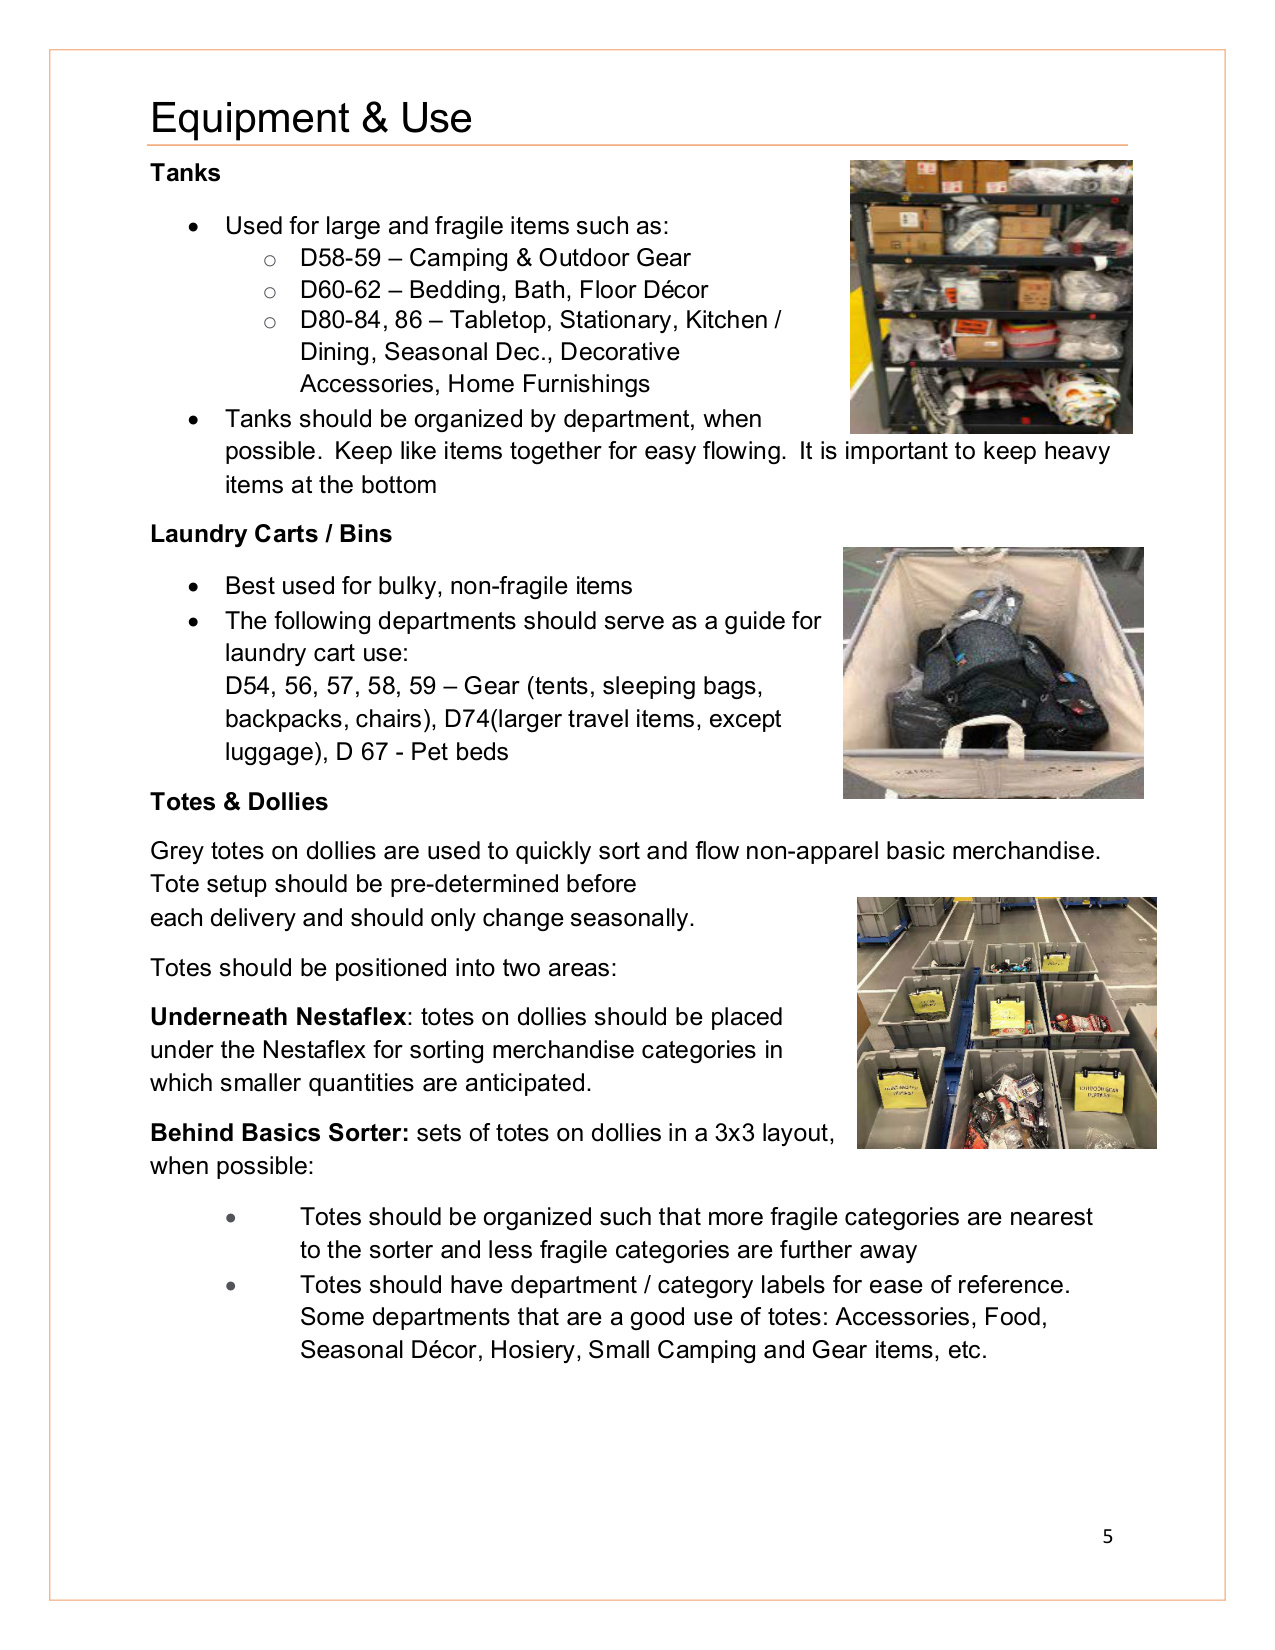 Equipment & Use
Tanks
• Used for large and fragile items such as:
o D58-59 – Camping & Outdoor Gear
o D60-62 – Bedding, Bath, Floor Décor
o D80-84, 86 – Tabletop, Stationary, Kitchen /
Dining, Seasonal Dec., Decorative
Accessories, Home Furnishings
• Tanks should be organized by department, when
possible.  Keep like items together for easy flowing.  It is important to keep heavy
items at the bottom
Laundry Carts / Bins
• Best used for bulky, non-fragile items
• The following departments should serve as a guide for
laundry cart use:
D54, 56, 57, 58, 59 – Gear (tents, sleeping bags,
backpacks, chairs), D74(larger travel items, except
luggage), D 67 - Pet beds
Totes & Dollies
Grey totes on dollies are used to quickly sort and flow non-apparel basic merchandise.
Tote setup should be pre-determined before
each delivery and should only change seasonally.
Totes should be positioned into two areas:
Underneath Nestaflex: totes on dollies should be placed
under the Nestaflex for sorting merchandise categories in
which smaller quantities are anticipated.
Behind Basics Sorter: sets of totes on dollies in a 3x3 layout,
when possible:
• Totes should be organized such that more fragile categories are nearest
to the sorter and less fragile categories are further away
• Totes should have department / category labels for ease of reference.
Some departments that are a good use of totes: Accessories, Food,
Seasonal Décor, Hosiery, Small Camping and Gear items, etc.
5